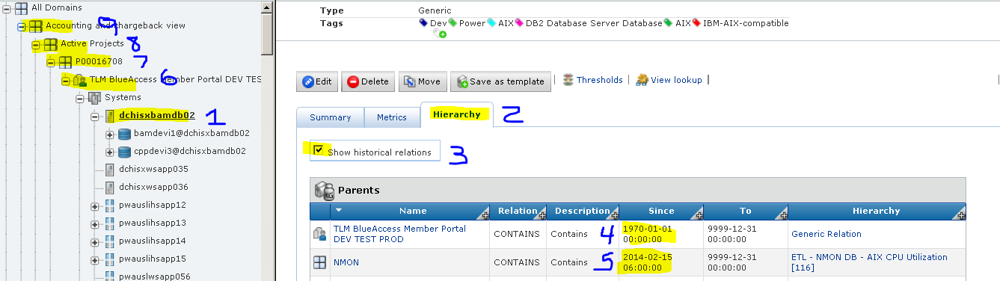 All Domains
Accounting and chargeback view 9
Active Projects 8
P00016708 7
TLM BlueAccess Member Portal DEV TES 6
Systems
dchisxbamdb02 1
bamdevi1@dchisxbamdb02
cppdevi3@dchisxbamdb02
dchisxwsapp035
dchisxwsapp036
pwauslihsapp12
pwauslihsapp13
pwauslihsapp14
pwauslihsapp15
pwauslwsapp056
Type Generic
Tags Dev Power AIX DB2 Database Server Database AIX IBM-AIX-compatible
Edit Delete Move Save as template | Thresholds | View lookup |
Summary Metrics Hierarchy 2
Show historical relations 3
KG Parents
Name Relation Description Since To Hierarchy
TLM BlueAccess Member Portal DEV TEST PROD CONTAINS Contains 4 1970-01-01 00:00:00 9999-12-31 00:00:00 Generic Relation
NMON CONTAINS Contains 5 2014-02-15 06:00:00 9999-12-31 00:00:00 ETL - NMON DB - AIX CPU Utilization [116]